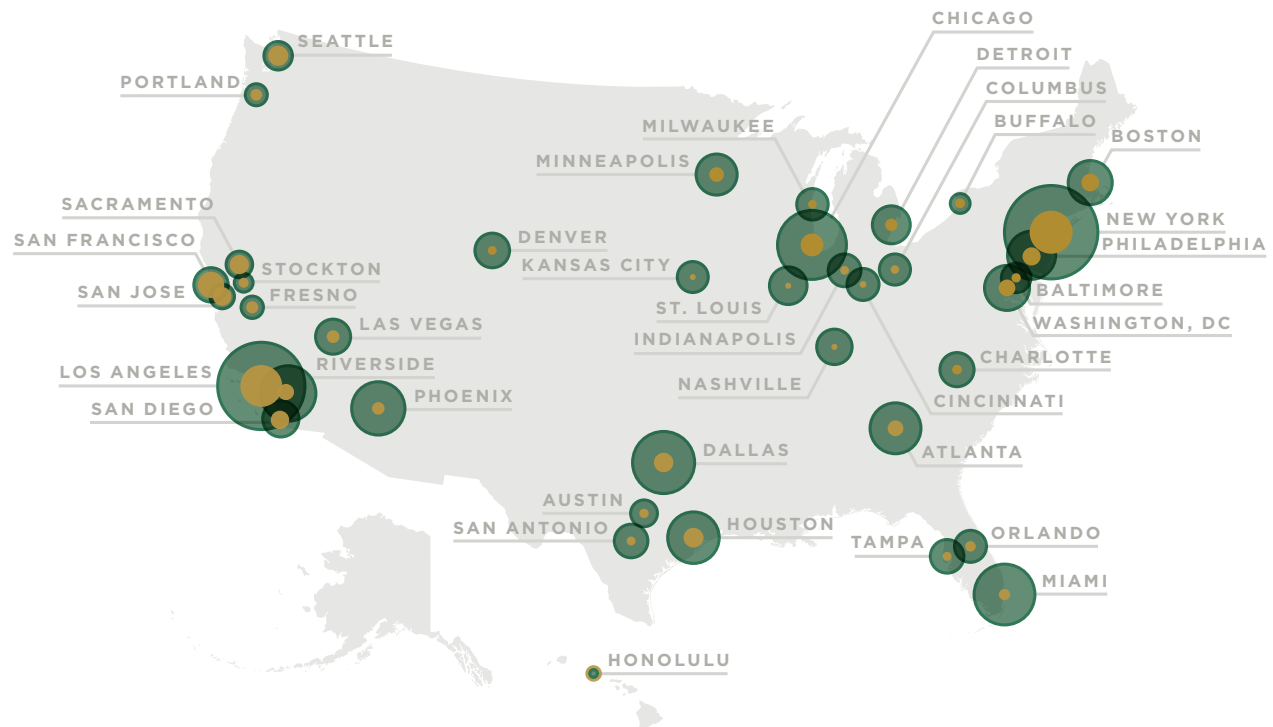 CHICAGO
SEATTLE
DETROIT
PORTLAND
COLUMBUS
BUFFALO
MILWAUKEE
BOSTON
MINNEAPOLIS
SACRAMENTO
NEW YORK
SAN FRANCISCO
DENVER
PHILADELPHIA
KANSAS CITY
STOCKTON
SAN JOSE
FRESNO
BALTIMORE
ST. LOUIS
LAS VEGAS
WASHINGTON, DC
INDIANAPOLIS
CHARLOTTE
RIVERSIDE
LOS ANGELES
NASHVILLE
PHOENIX
CINCINNATI
SAN DIEGO
DALLAS
ATLANTA
AUSTIN
HOUSTON
SAN ANTONIO
ORLANDO
TAMPA
MIAMI
HONOLULU